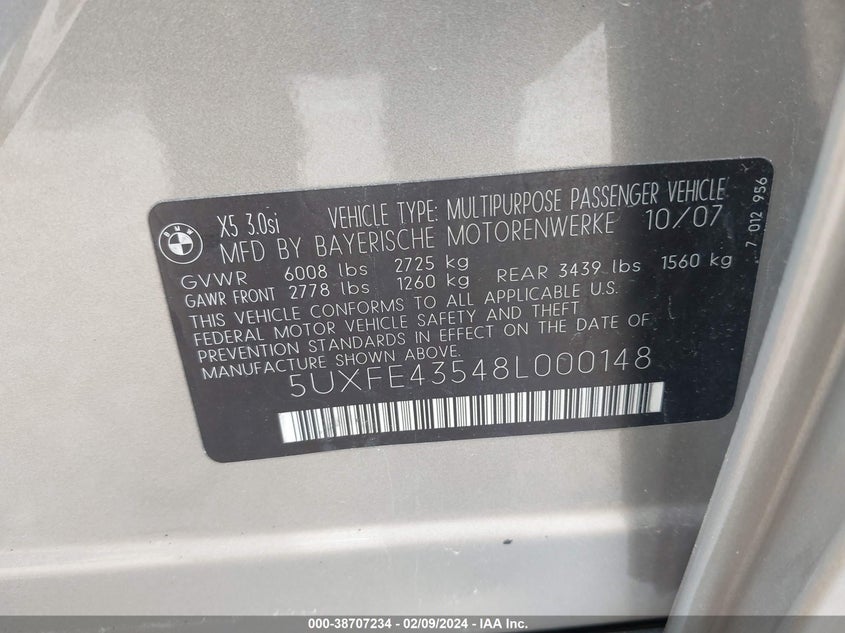 BMW
X5 3.0si VEHICLE TYPE: MULTIPURPOSE PASSENGER VEHICLE
MFD BY BAYERISCHE MOTORENWERKE 10/07
GVWR 6008 lbs 2725 kg
GAWR FRONT 2778 lbs 1260 kg REAR 3439 lbs 1560 kg
THIS VEHICLE CONFORMS TO ALL APPLICABLE U.S.
FEDERAL MOTOR VEHICLE SAFETY AND THEFT
PREVENTION STANDARDS IN EFFECT ON THE DATE OF
MANUFACTURE SHOWN ABOVE.
5UXFE43548L000148
7 012 956
000-38707234 - 02/09/2024 - IAA Inc.